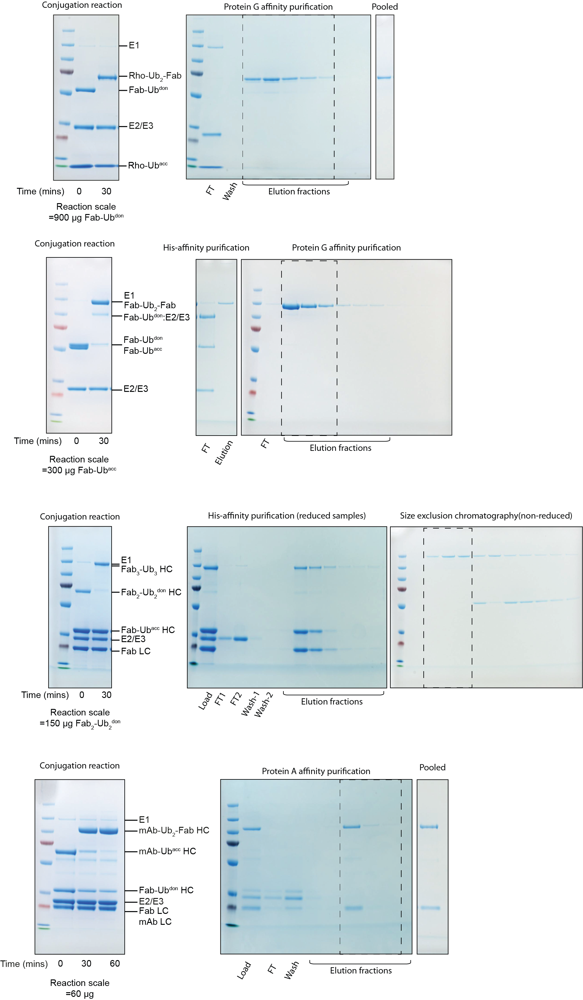 Conjugation reaction
Protein G affinity purification
Pooled
E1
Rho-Ub2-Fab
Fab-Ubdon
E2/E3
Rho-Ubacc
Time (mins) 0 30
FT
Wash
Elution fractions
Reaction scale
=900 µg Fab-Ubdon
Conjugation reaction
His-affinity purification
Protein G affinity purification
E1
Fab-Ub2-Fab
Fab-Ubdon:E2/E3
Fab-Ubdon
Fab-Ubacc
E2/E3
Time (mins) 0 30
FT
Elution
FT
Elution fractions
Reaction scale
=300 µg Fab-Ubacc
Conjugation reaction
His-affinity purification (reduced samples)
Size exclusion chromatography(non-reduced)
E1
Fab3-Ub3 HC
Fab2-Ub2don HC
Fab-Ubacc HC
E2/E3
Fab LC
Time (mins) 0 30
Load
FT1
FT2
Wash-1
Wash-2
Elution fractions
Reaction scale
=150 µg Fab2-Ub2don
Conjugation reaction
Protein A affinity purification
Pooled
E1
mAb-Ub2-Fab HC
mAb-Ubacc HC
Fab-Ubdon HC
E2/E3
Fab LC
mAb LC
Time (mins) 0 30 60
Load
FT
Wash
Elution fractions
Reaction scale
=60 µg